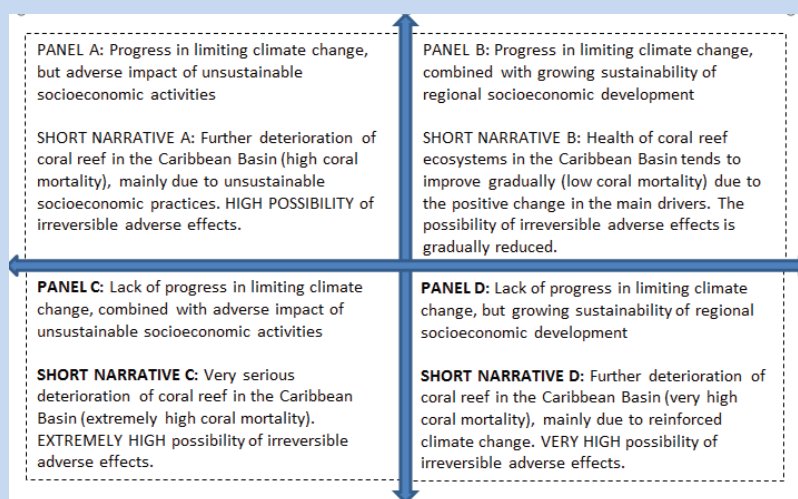 PANEL A: Progress in limiting climate change,
but adverse impact of unsustainable
socioeconomic activities
SHORT NARRATIVE A: Further deterioration of
coral reef in the Caribbean Basin (high coral
mortality), mainly due to unsustainable
socioeconomic practices. HIGH POSSIBILITY of
irreversible adverse effects.
PANEL B: Progress in limiting climate change,
combined with growing sustainability of
regional socioeconomic development
SHORT NARRATIVE B: Health of coral reef
ecosystems in the Caribbean Basin tends to
improve gradually (low coral mortality) due to
the positive change in the main drivers. The
possibility of irreversible adverse effects is
gradually reduced.
PANEL C: Lack of progress in limiting climate
change, combined with adverse impact of
unsustainable socioeconomic activities
SHORT NARRATIVE C: Very serious
deterioration of coral reef in the Caribbean
Basin (extremely high coral mortality).
EXTREMELY HIGH possibility of irreversible
adverse effects.
PANEL D: Lack of progress in limiting climate
change, but growing sustainability of regional
socioeconomic development
SHORT NARRATIVE D: Further deterioration of
coral reef in the Caribbean Basin (very high
coral mortality), mainly due to reinforced
climate change. VERY HIGH possibility of
irreversible adverse effects.